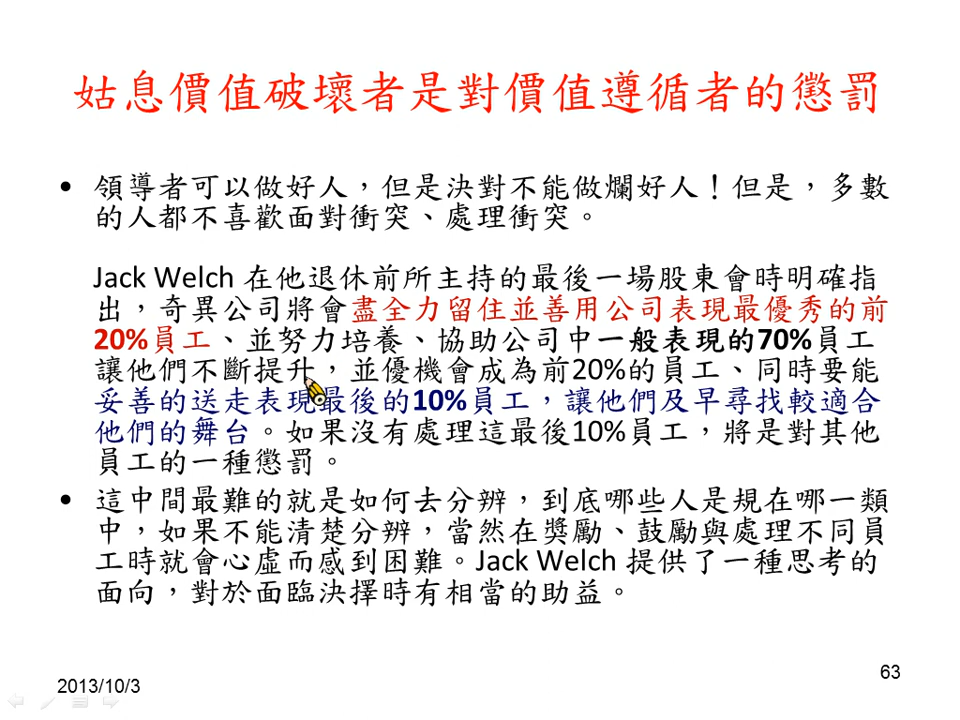 姑息價值破壞者是對價值遵循者的懲罰
• 領導者可以做好人，但是決對不能做爛好人！但是，多數
的人都不喜歡面對衝突、處理衝突。
Jack Welch 在他退休前所主持的最後一場股東會時明確指
出，奇異公司將會盡全力留住並善用公司表現最優秀的前
20%員工、並努力培養、協助公司中一般表現的70%員工
讓他們不斷提升，並優機會成為前20%的員工、同時要能
妥善的送走表現最後的10%員工，讓他們及早尋找較適合
他們的舞台。如果沒有處理這最後10%員工，將是對其他
員工的一種懲罰。
• 這中間最難的就是如何去分辨，到底哪些人是規在哪一類
中，如果不能清楚分辨，當然在獎勵、鼓勵與處理不同員
工時就會心虛而感到困難。Jack Welch 提供了一種思考的
面向，對於面臨決擇時有相當的助益。
2013/10/3
63